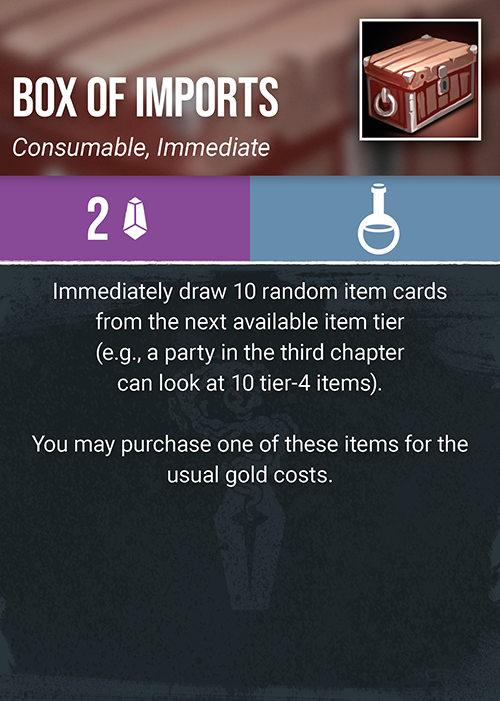 BOX OF IMPORTS
Consumable, Immediate
2
Immediately draw 10 random item cards
from the next available item tier
(e.g., a party in the third chapter
can look at 10 tier-4 items).
You may purchase one of these items for the
usual gold costs.